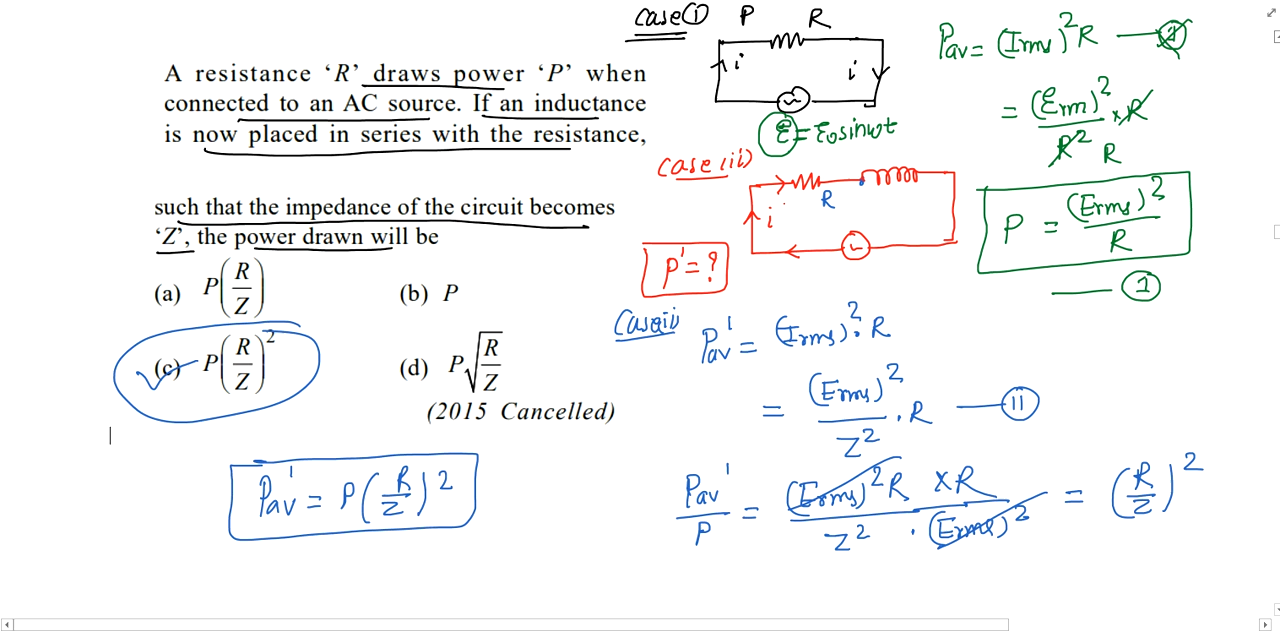 A resistance ‘R’ draws power ‘P’ when
connected to an AC source. If an inductance
is now placed in series with the resistance,
such that the impedance of the circuit becomes
‘Z’, the power drawn will be
(a) P(R/Z)
(b) P
(c) P(R/Z)²
(d) P√(R/Z)
(2015 Cancelled)
P'av = P(R/Z)²
Case(i) P R
i i
ℰ = ℰosinωt
Case(ii)
R
i
P' = ?
Pav = (Irms)²R
= (Erm)²/R² × R
R
P = (Erms)²/R
1
Case(ii) P'av = (Irms)². R
= (Erms)²/Z² . R — (11)
Pav'/P = (Erms)²R × R / Z² . (Erms)² = (R/Z)²